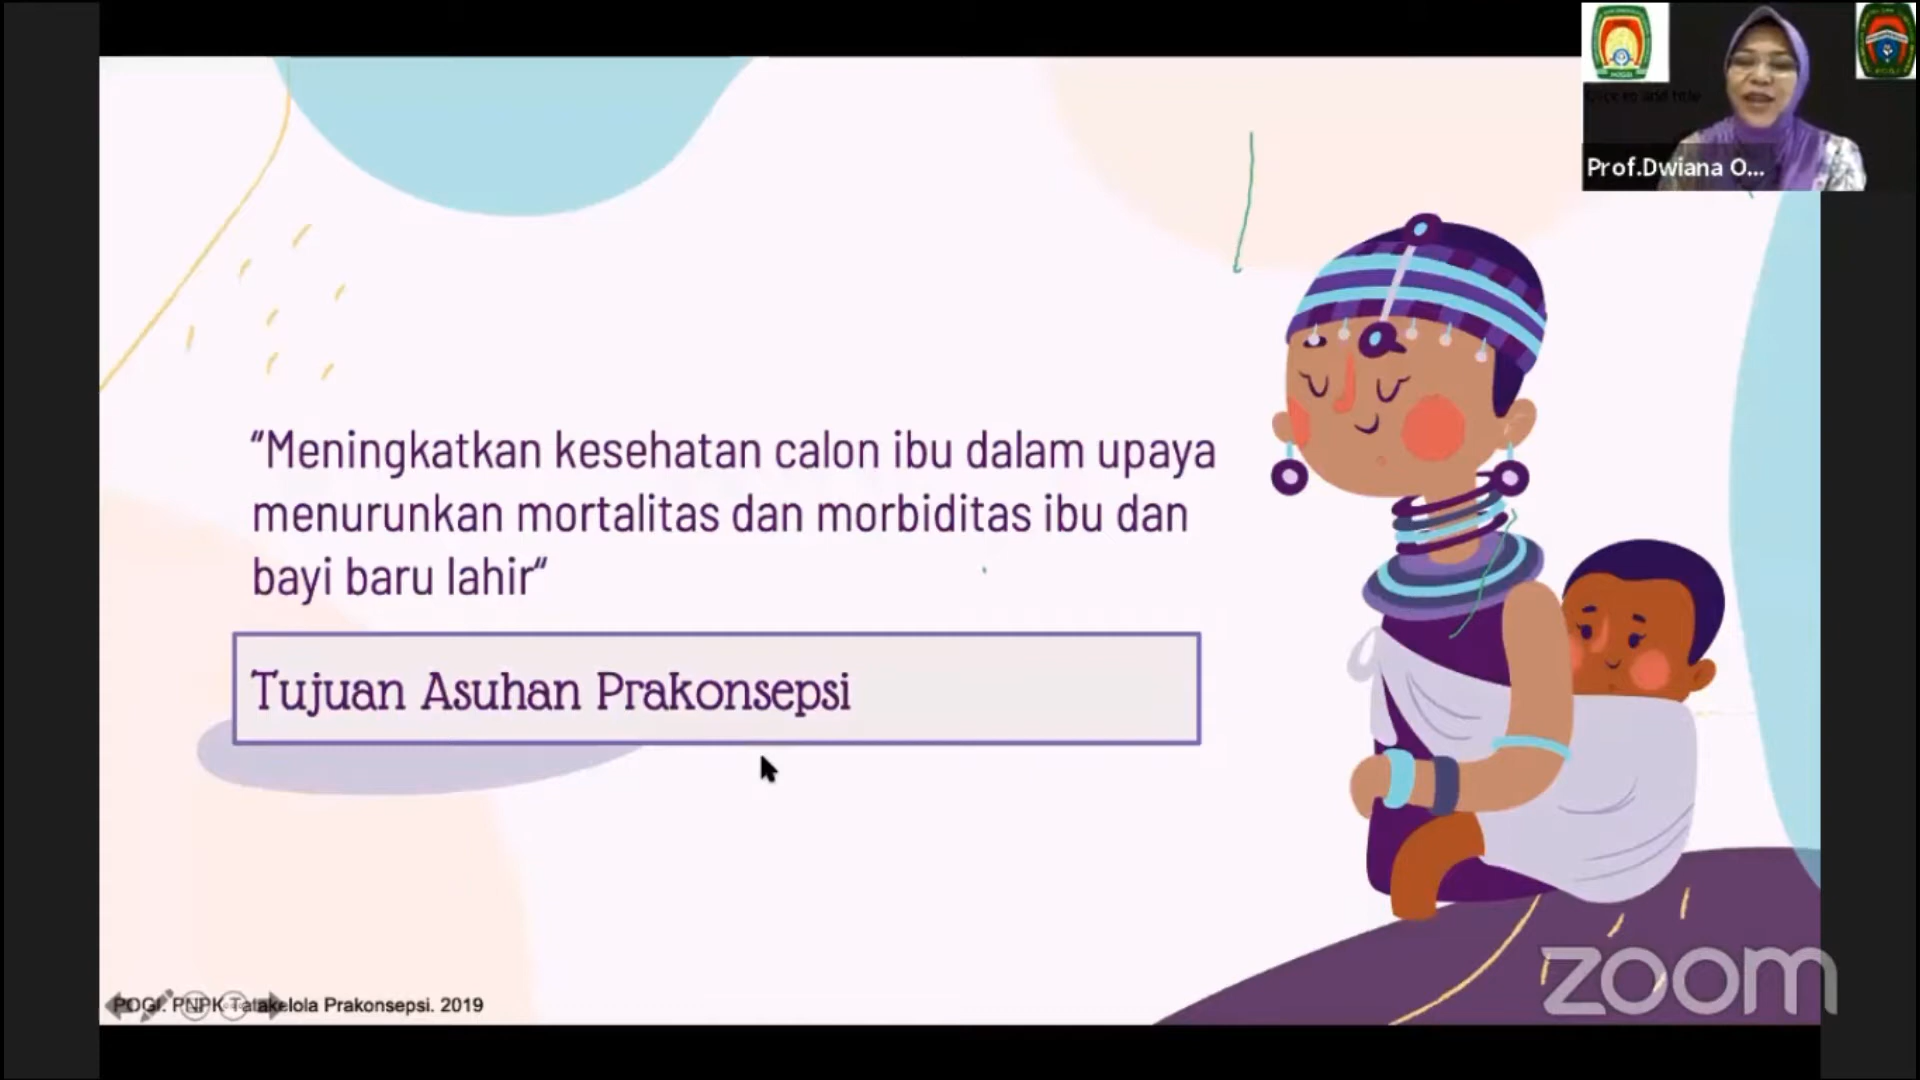 Prof.Dwiana O...
"Meningkatkan kesehatan calon ibu dalam upaya
menurunkan mortalitas dan morbiditas ibu dan
bayi baru lahir"
Tujuan Asuhan Prakonsepsi
POGI. PNPK Tatakelola Prakonsepsi. 2019
zoom